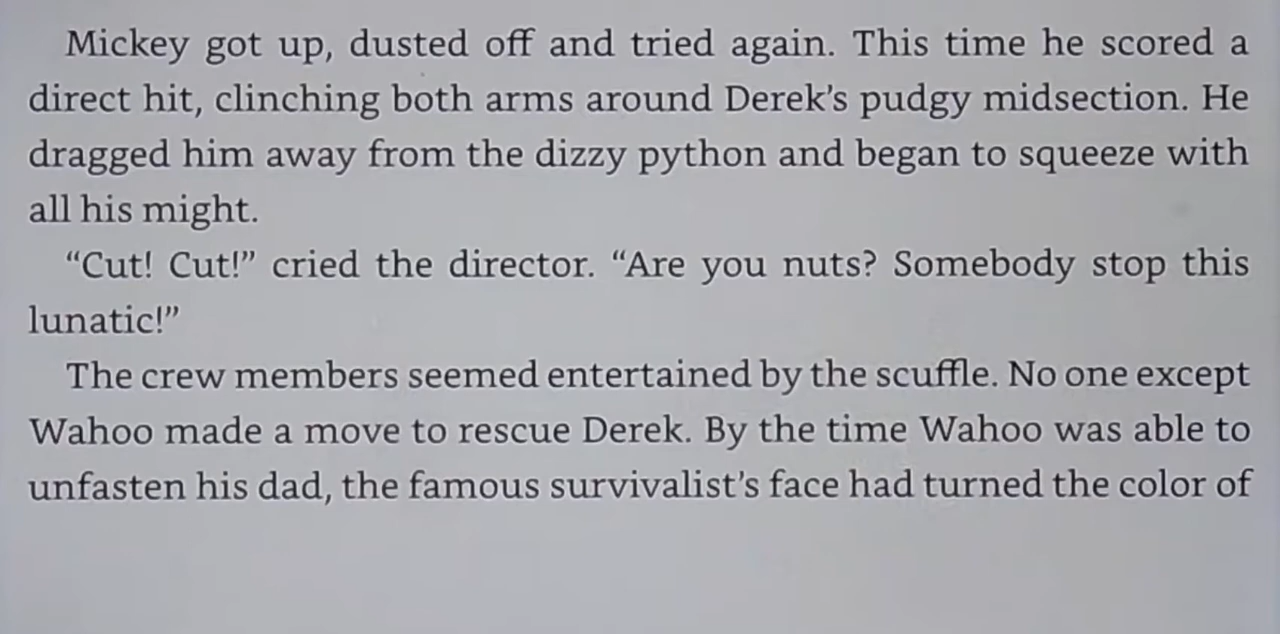 Mickey got up, dusted off and tried again. This time he scored a
direct hit, clinching both arms around Derek’s pudgy midsection. He
dragged him away from the dizzy python and began to squeeze with
all his might.
“Cut! Cut!” cried the director. “Are you nuts? Somebody stop this
lunatic!”
The crew members seemed entertained by the scuffle. No one except
Wahoo made a move to rescue Derek. By the time Wahoo was able to
unfasten his dad, the famous survivalist’s face had turned the color of